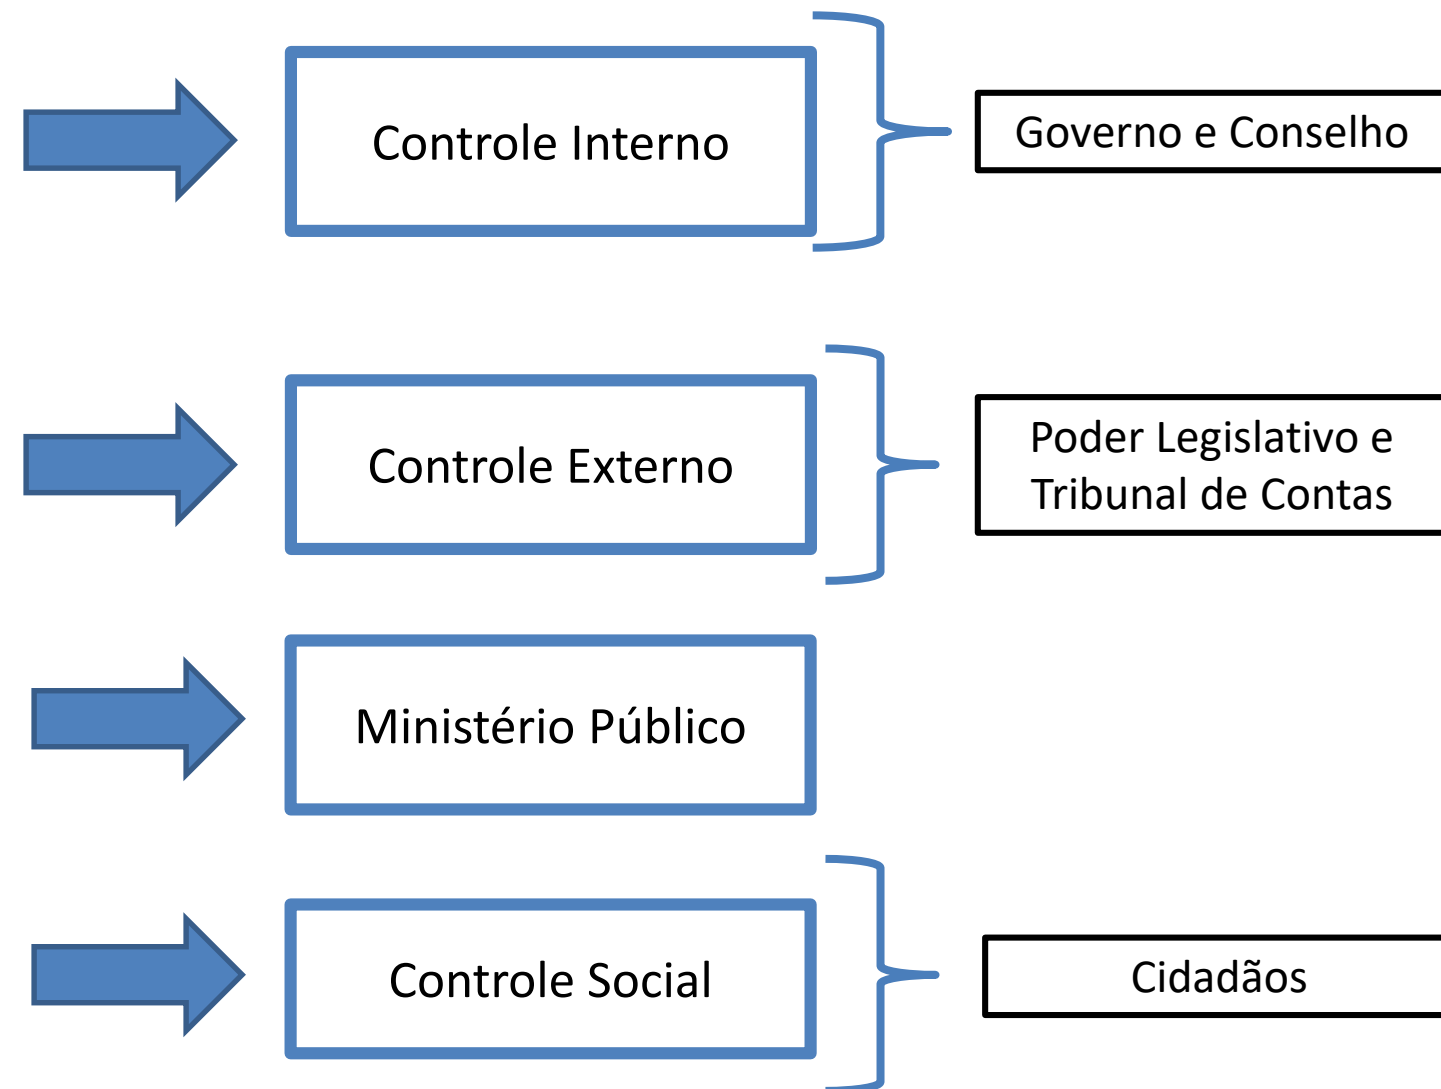 Controle Interno
Governo e Conselho
Controle Externo
Poder Legislativo e
Tribunal de Contas
Ministério Público
Controle Social
Cidadãos